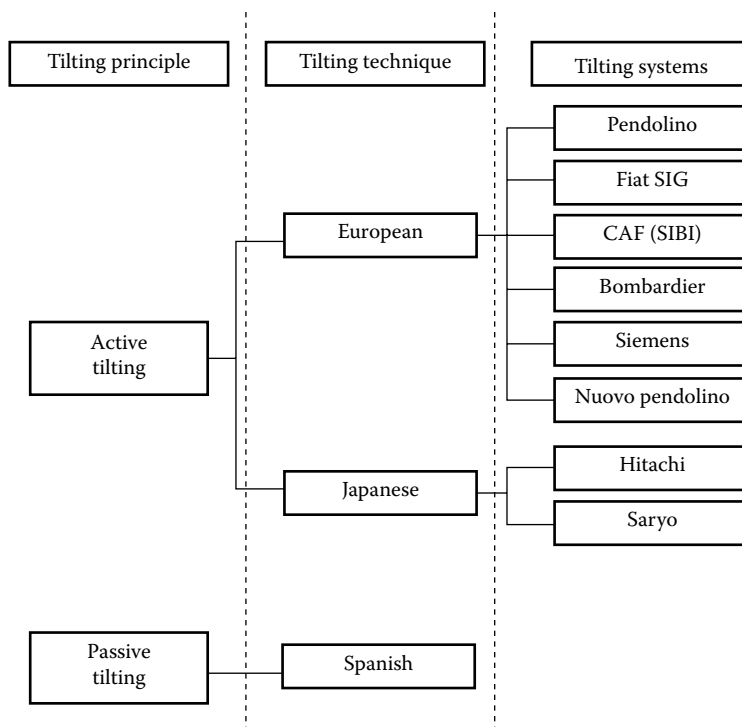 Tilting principle
Tilting technique
Tilting systems
Pendolino
Fiat SIG
European
CAF (SIBI)
Bombardier
Active
tilting
Siemens
Nuovo pendolino
Japanese
Hitachi
Saryo
Passive
tilting
Spanish